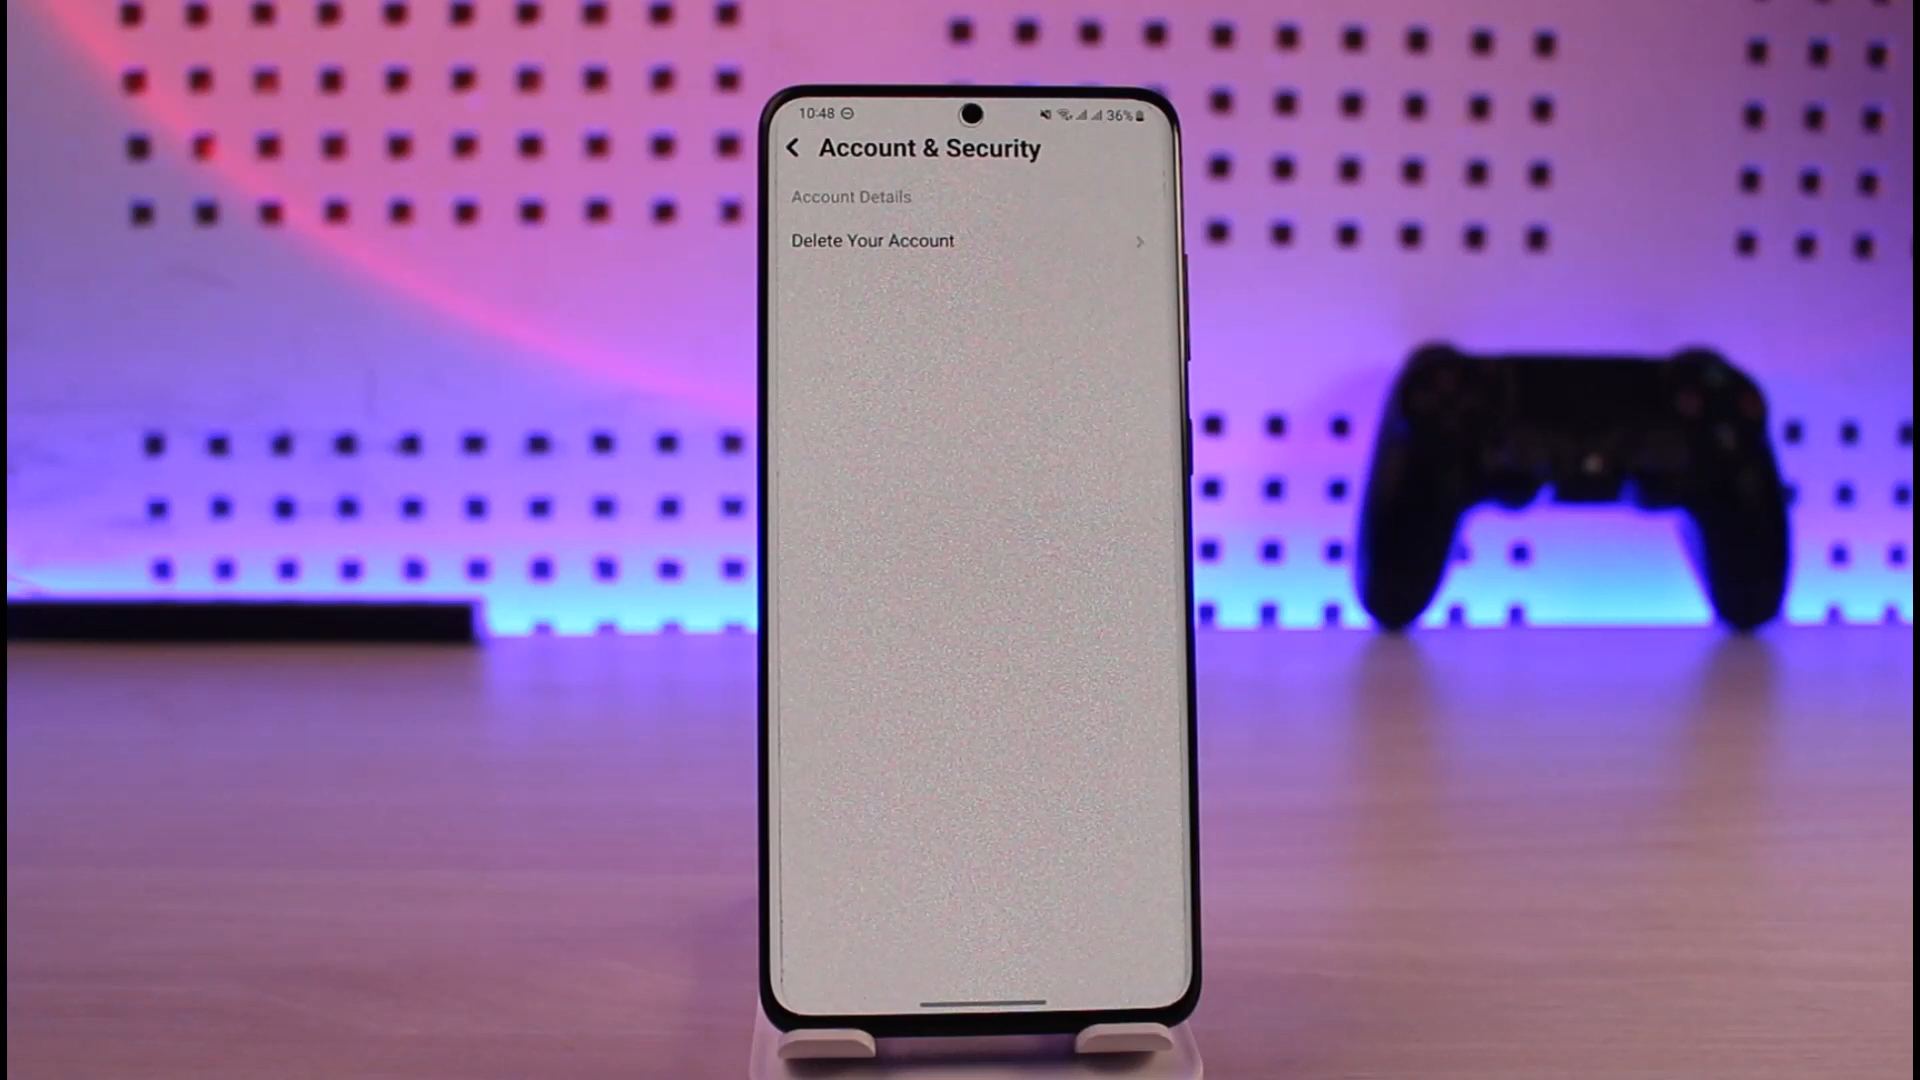 10:48
36%
Account & Security
Account Details
Delete Your Account